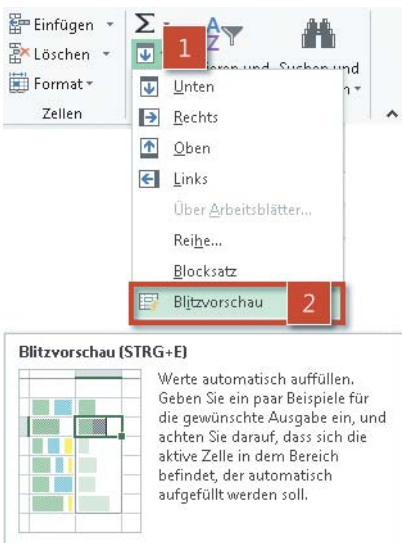 Einfügen
Σ
1
Löschen
A
Z
Format
Suchen und
Zellen
Unten
Rechts
Oben
Links
Über Arbeitsblätter...
Reihe...
Blocksatz
Blitzvorschau 2
Blitzvorschau (STRG+E)
Werte automatisch auffüllen.
Geben Sie ein paar Beispiele für
die gewünschte Ausgabe ein, und
achten Sie darauf, dass sich die
aktive Zelle in dem Bereich
befindet, der automatisch
aufgefüllt werden soll.